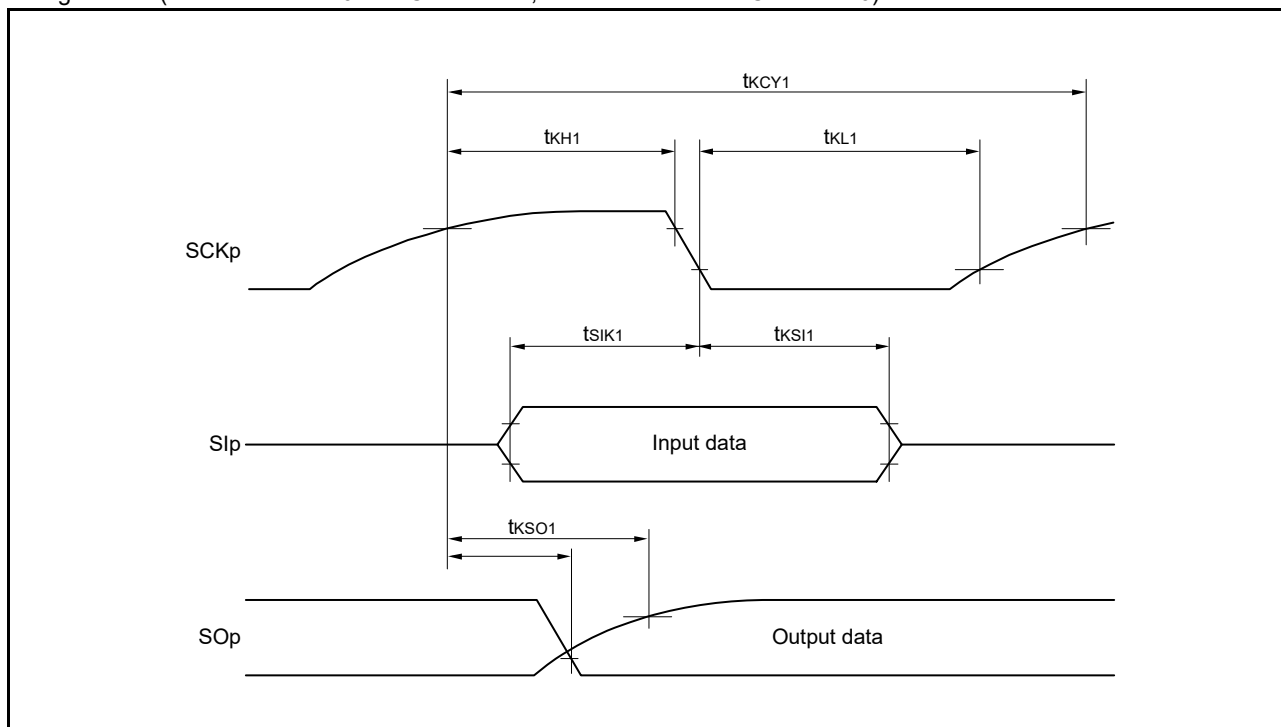 tKCY1
tKH1
tKL1
SCKp
tSIK1
tKSI1
SIp
Input data
tKSO1
SOp
Output data